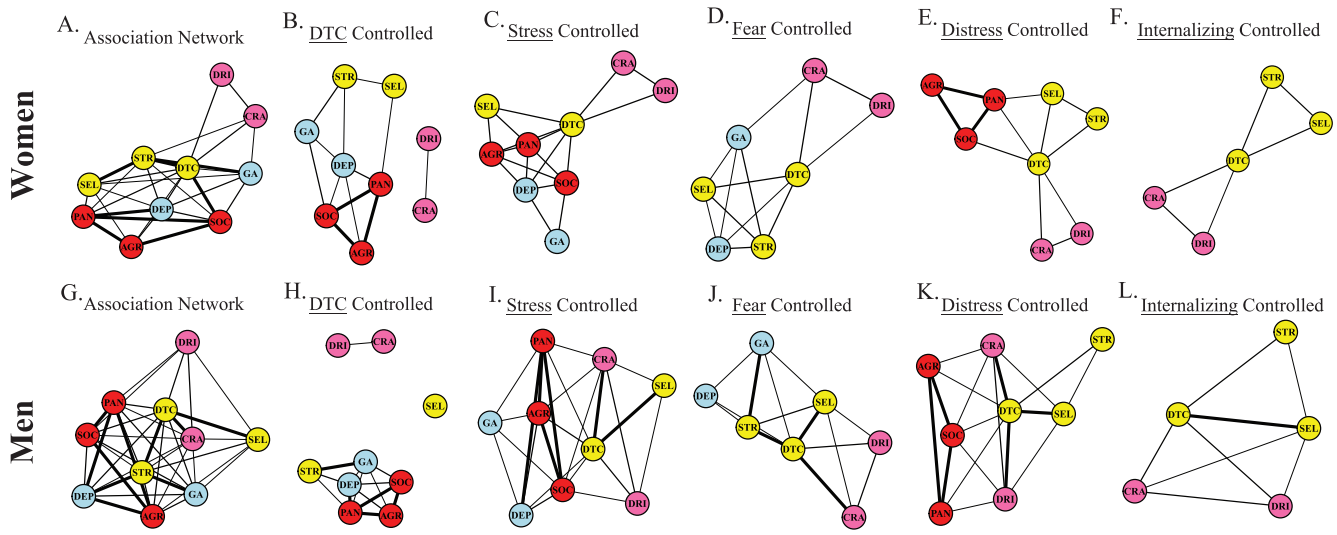 A. Association Network
B. DTC Controlled
C. Stress Controlled
D. Fear Controlled
E. Distress Controlled
F. Internalizing Controlled
Women
DRI
CRA
STR
DTC
GA
SEL
DEP
PAN
SOC
AGR
STR
SEL
GA
DRI
DEP
PAN
SOC
CRA
AGR
CRA
DRI
SEL
DTC
PAN
AGR
SOC
DEP
GA
CRA
DRI
GA
DTC
SEL
DEP
STR
AGR
PAN
SEL
STR
SOC
DTC
DRI
CRA
STR
SEL
DTC
CRA
DRI
G. Association Network
H. DTC Controlled
I. Stress Controlled
J. Fear Controlled
K. Distress Controlled
L. Internalizing Controlled
Men
DRI
PAN
DTC
SOC
CRA
SEL
STR
DEP
GA
AGR
DRI
CRA
SEL
STR
GA
DEP
SOC
PAN
AGR
PAN
CRA
SEL
AGR
GA
DTC
SOC
DRI
DEP
GA
DEP
SEL
STR
DTC
DRI
CRA
STR
CRA
AGR
DTC
SEL
SOC
DRI
PAN
STR
DTC
SEL
CRA
DRI